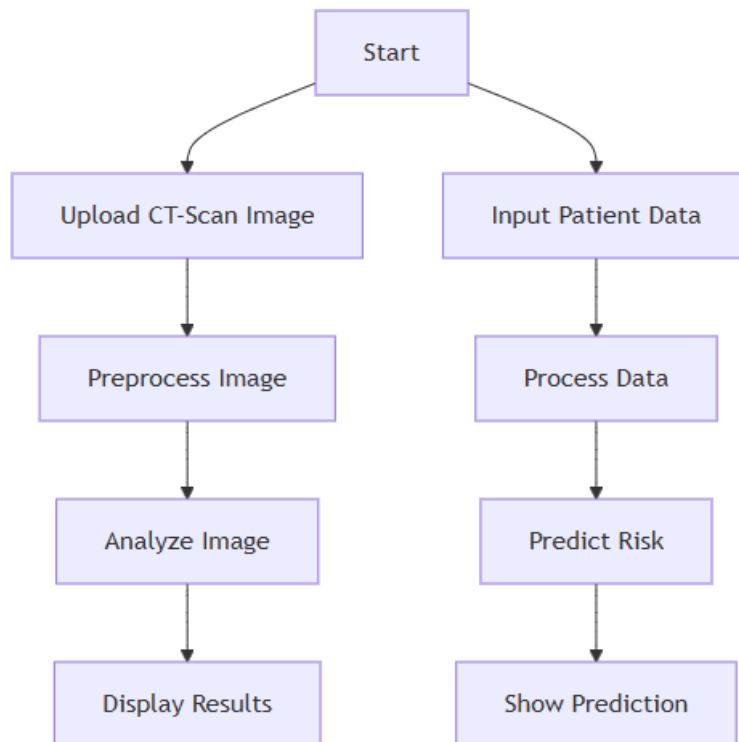 Start
Upload CT-Scan Image
Input Patient Data
Preprocess Image
Process Data
Analyze Image
Predict Risk
Display Results
Show Prediction